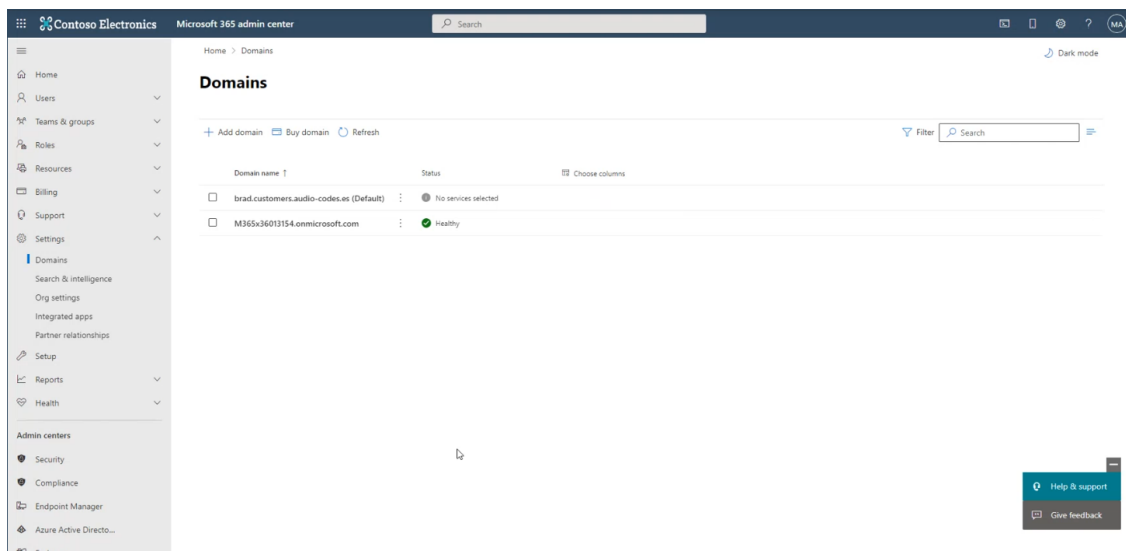 Contoso Electronics Microsoft 365 admin center Search ? MA
Home > Domains Dark mode
Domains
Add domain Buy domain Refresh Filter Search
Domain name ↑ Status Choose columns
brad.customers.audio-codes.es (Default) No services selected
M365x36013154.onmicrosoft.com Healthy
Home
Users
Teams & groups
Roles
Resources
Billing
Support
Settings
Domains
Search & intelligence
Org settings
Integrated apps
Partner relationships
Setup
Reports
Health
Admin centers
Security
Compliance
Endpoint Manager
Azure Active Directo...
Help & support
Give feedback